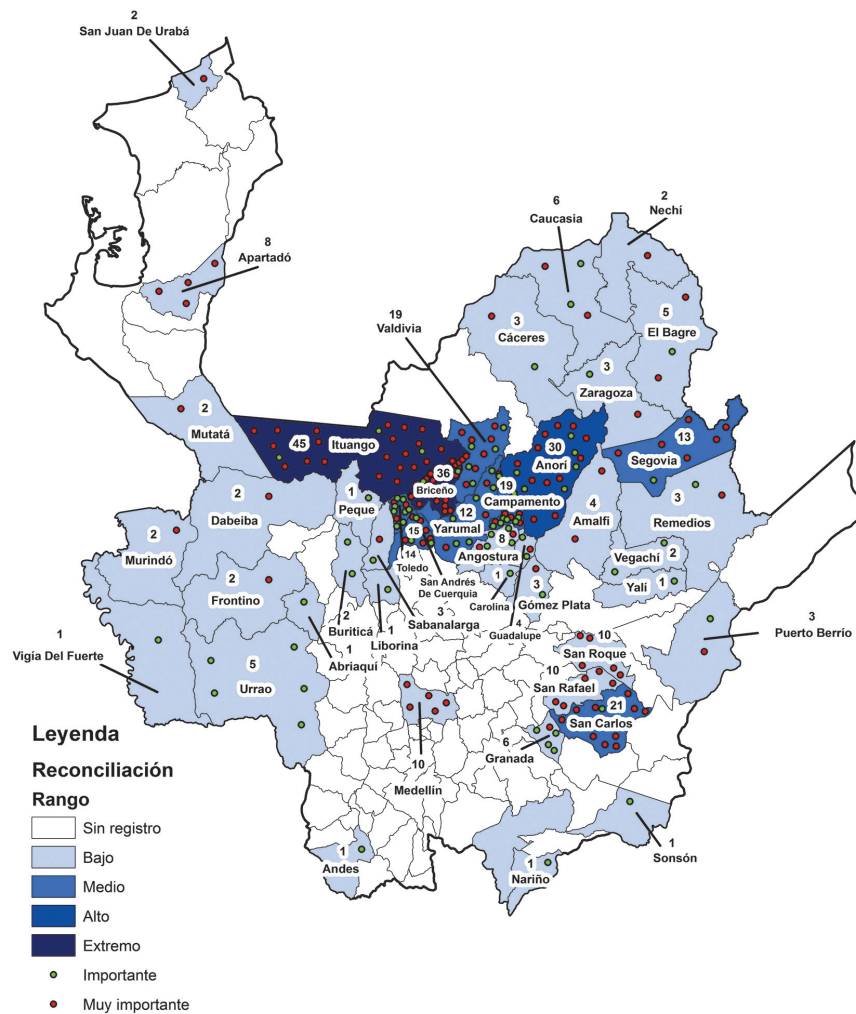 2
San Juan De Urabá
8
Apartadó
6
Caucasia
2
Nechí
19
Valdivia
3
Cáceres
5
El Bagre
3
Zaragoza
2
Mutatá
45
Ituango
36
Briceño
30
Anorí
13
Segovia
19
Campamento
12
Yarumal
1
Peque
2
Dabeiba
4
Amalfi
3
Remedios
2
Murindó
15
14
Toledo
San Andrés
De Cuerquia
8
Angostura
2
Vegachí
1
Yalí
2
Frontino
1
Carolina
3
Gómez Plata
4
Guadalupe
2
Buriticá
3
Sabanalarga
1
Liborina
1
Abriaquí
1
Vigía Del Fuerte
5
Urrao
3
Puerto Berrío
10
San Roque
10
San Rafael
21
San Carlos
6
Granada
10
Medellín
1
Sonsón
1
Andes
1
Nariño
Leyenda
Reconciliación
Rango
Sin registro
Bajo
Medio
Alto
Extremo
Importante
Muy importante